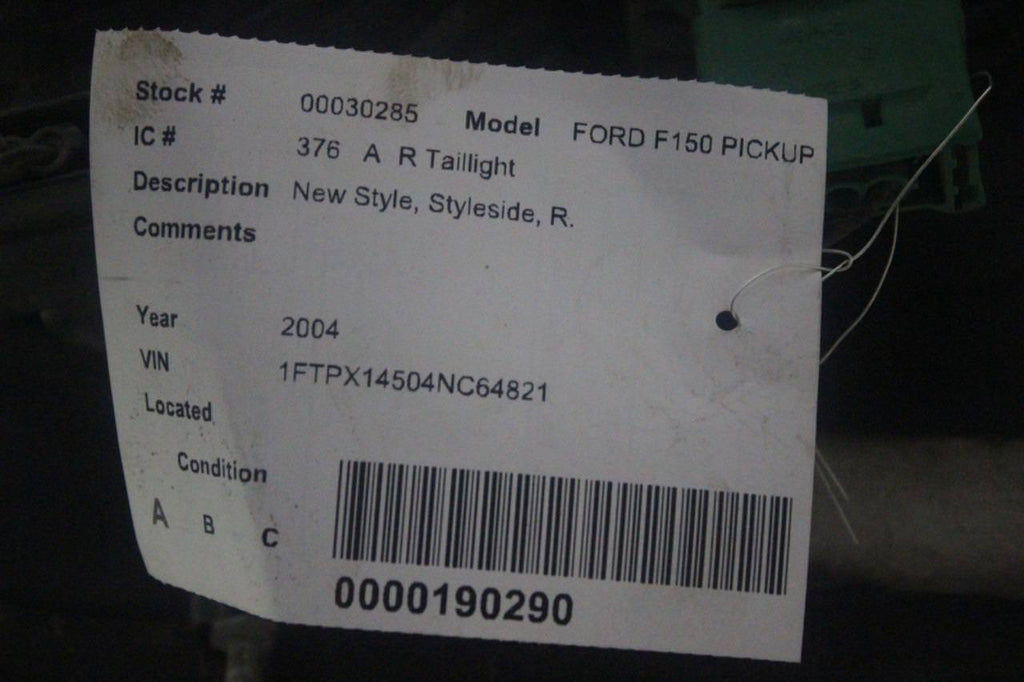 Stock # 00030285 Model FORD F150 PICKUP
IC # 376 A R Taillight
Description New Style, Styleside, R.
Comments
Year 2004
VIN 1FTPX14504NC64821
Located
Condition
A B C
0000190290